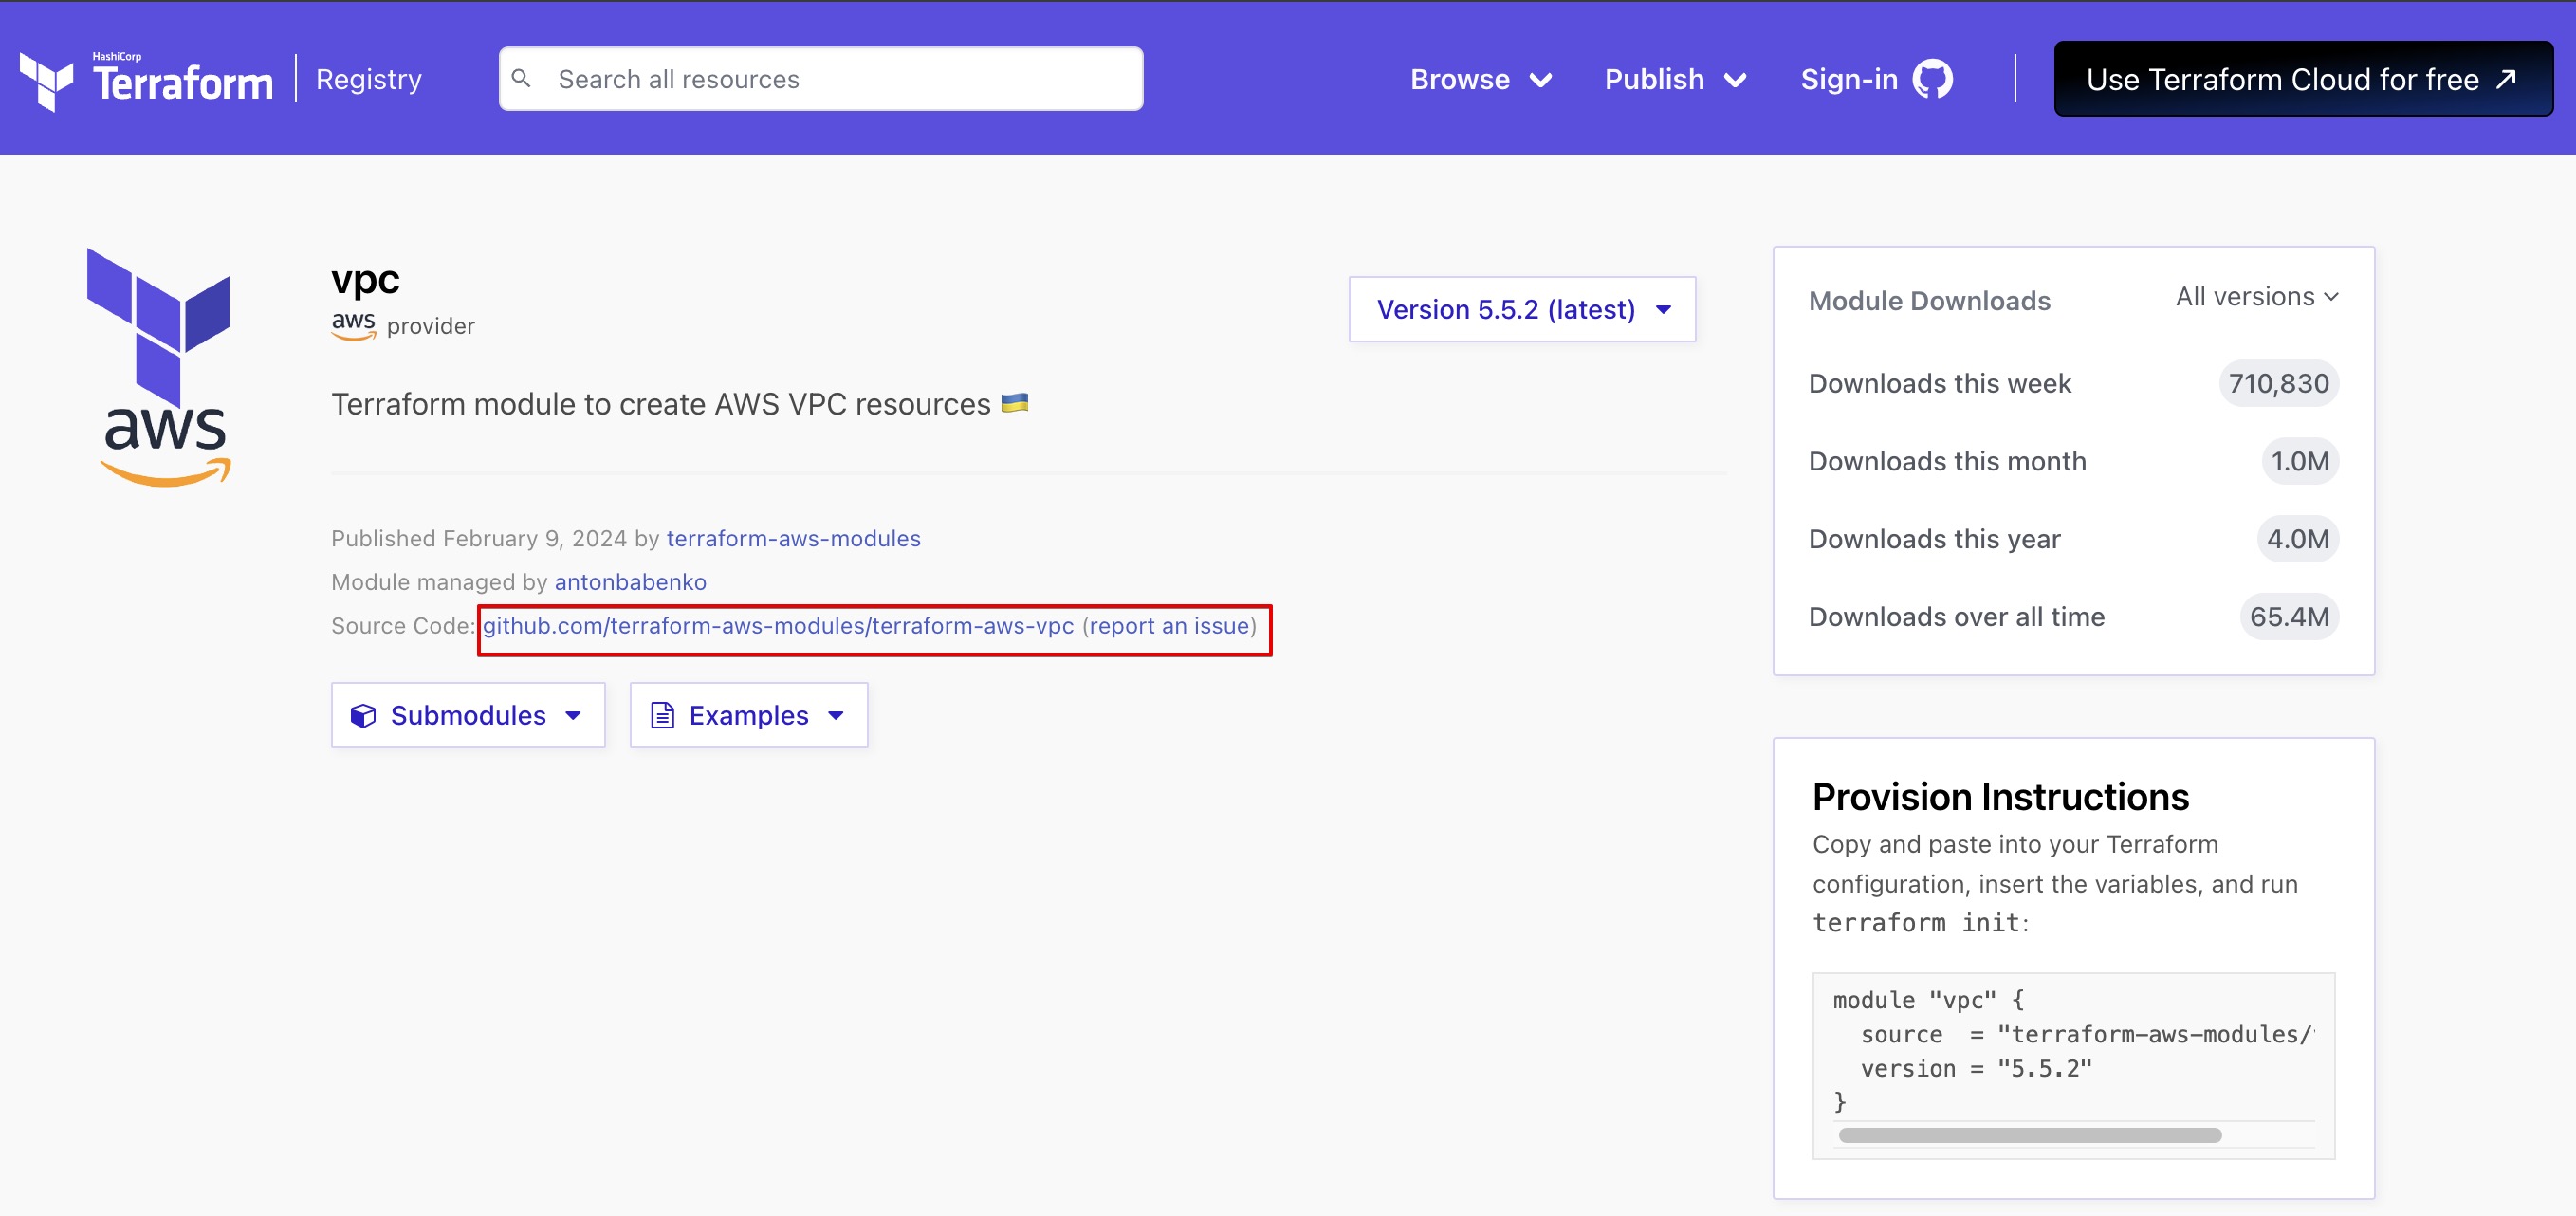 HashiCorp
Terraform
Registry
Search all resources
Browse
Publish
Sign-in
Use Terraform Cloud for free
aws
vpc
aws provider
Version 5.5.2 (latest)
Terraform module to create AWS VPC resources 🇺🇦
Published February 9, 2024 by terraform-aws-modules
Module managed by antonbabenko
Source Code: github.com/terraform-aws-modules/terraform-aws-vpc (report an issue)
Submodules
Examples
Module Downloads
All versions
Downloads this week 710,830
Downloads this month 1.0M
Downloads this year 4.0M
Downloads over all time 65.4M
Provision Instructions
Copy and paste into your Terraform
configuration, insert the variables, and run
terraform init:
module "vpc" {
  source  = "terraform-aws-modules/
  version = "5.5.2"
}